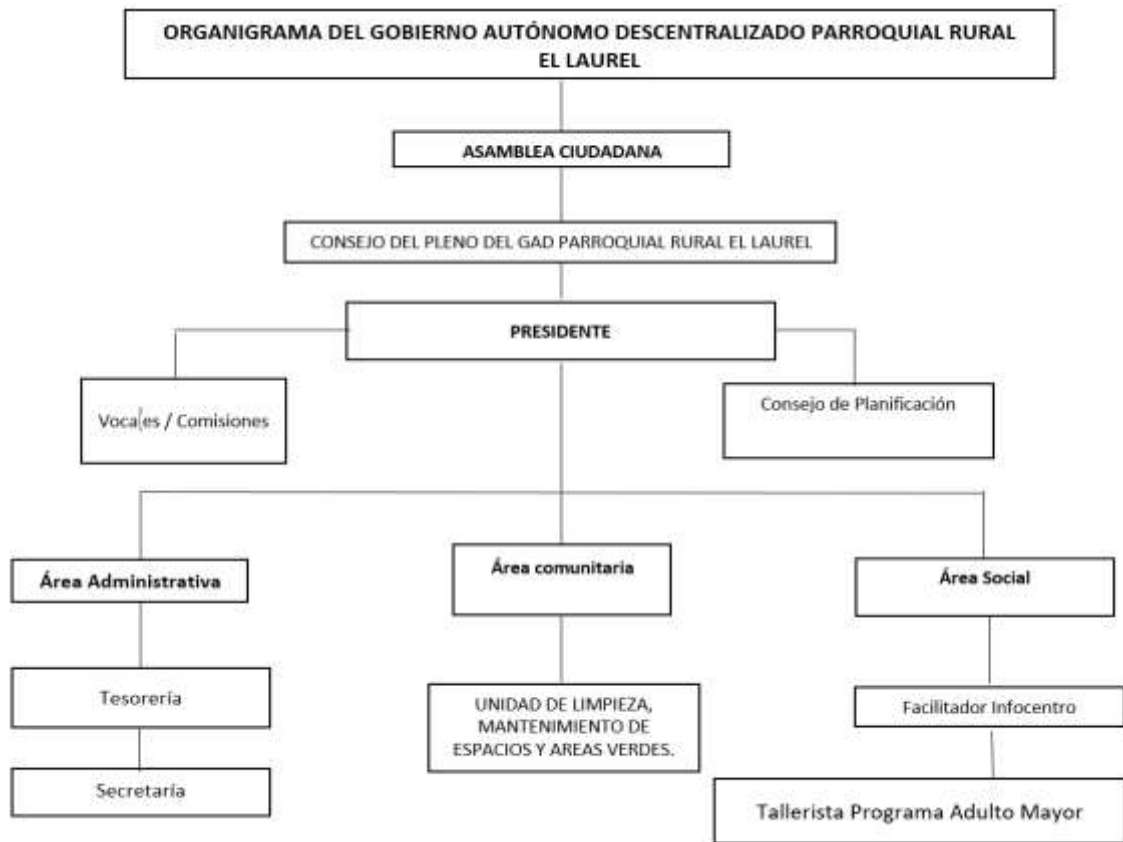 ORGANIGRAMA DEL GOBIERNO AUTÓNOMO DESCENTRALIZADO PARROQUIAL RURAL
EL LAUREL
ASAMBLEA CIUDADANA
CONSEJO DEL PLENO DEL GAD PARROQUIAL RURAL EL LAUREL
PRESIDENTE
Vocales / Comisiones
Consejo de Planificación
Área Administrativa
Área comunitaria
Área Social
Tesorería
UNIDAD DE LIMPIEZA,
MANTENIMIENTO DE
ESPACIOS Y AREAS VERDES.
Facilitador Infocentro
Secretaría
Tallerista Programa Adulto Mayor